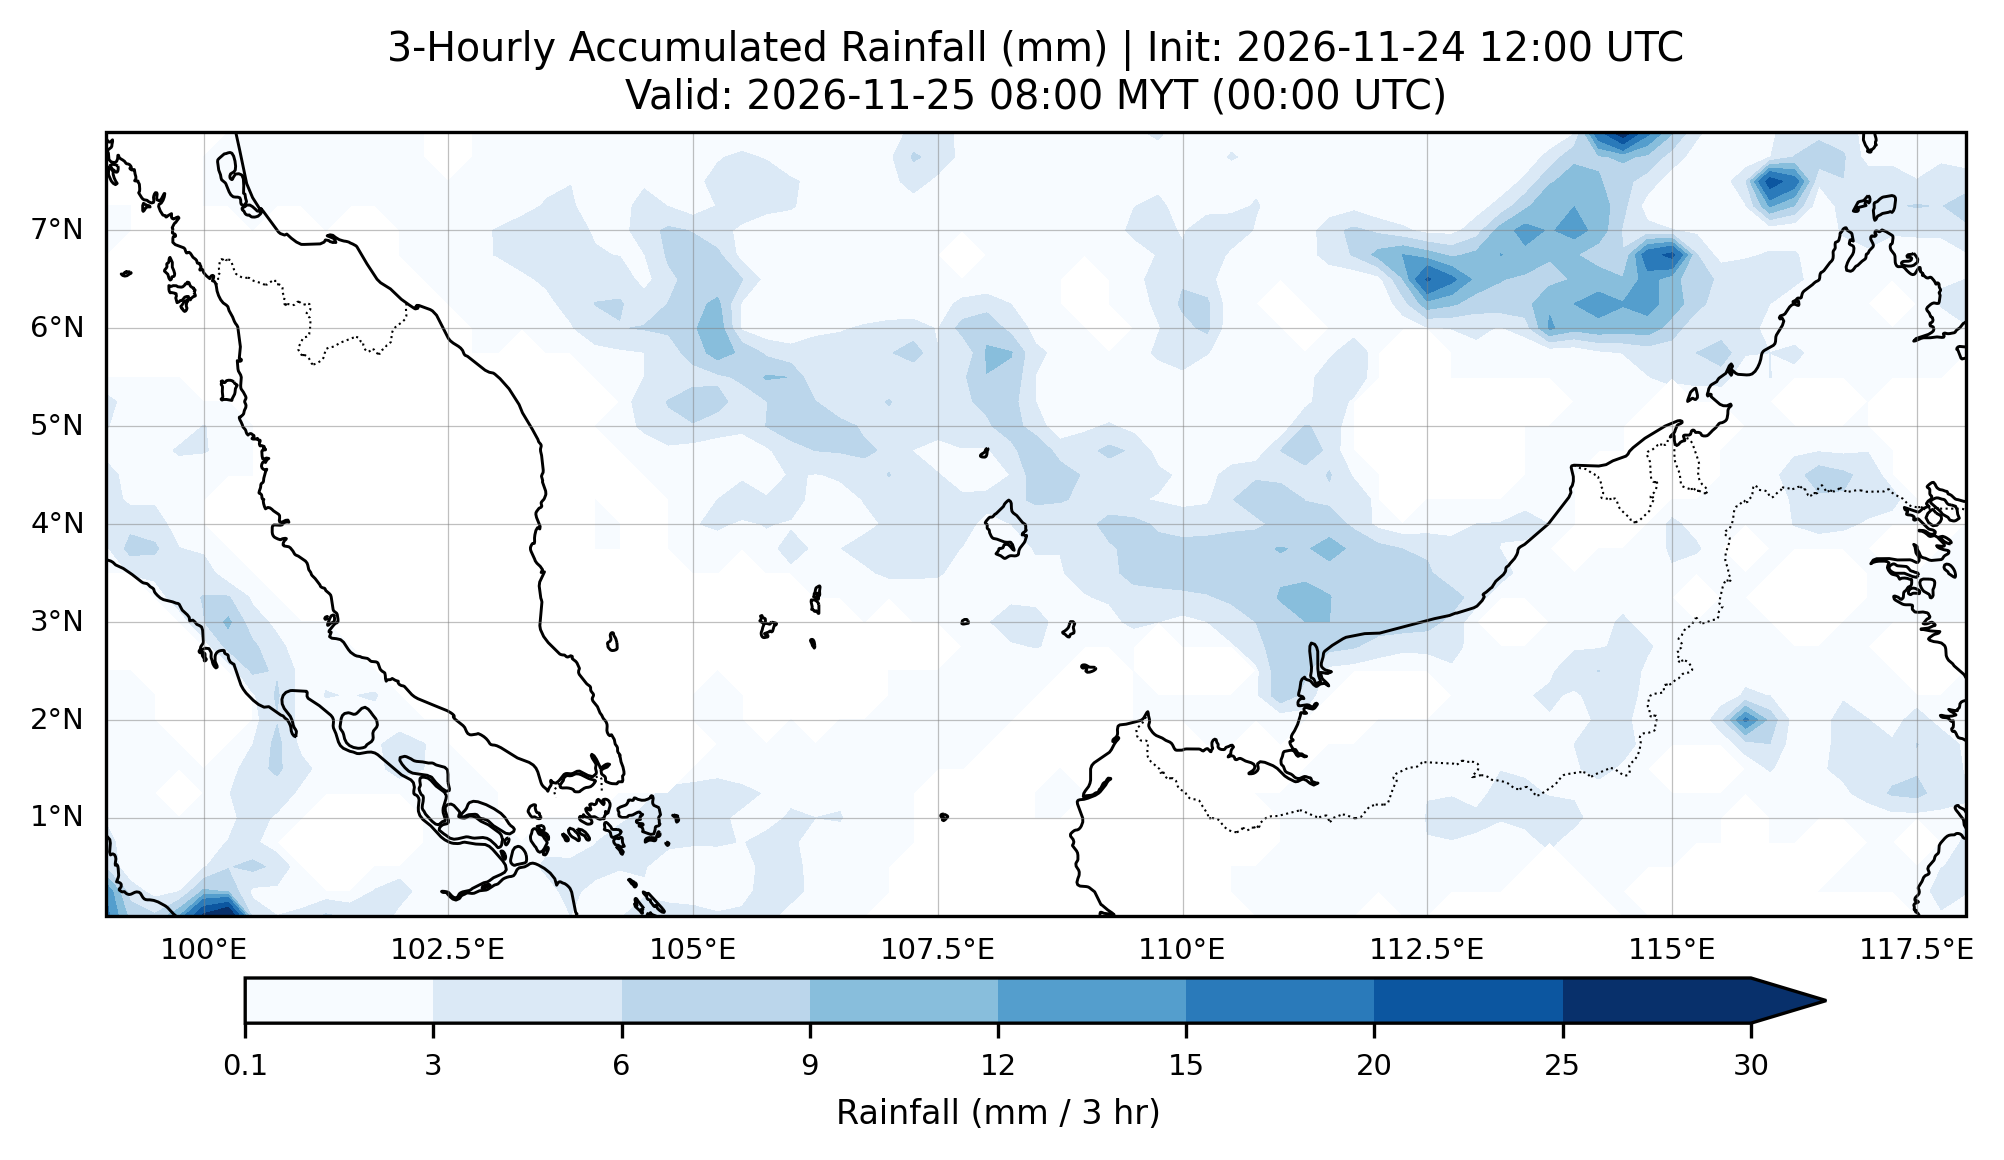 3-Hourly Accumulated Rainfall (mm) | Init: 2026-11-24 12:00 UTC
Valid: 2026-11-25 08:00 MYT (00:00 UTC)
7°N
6°N
5°N
4°N
3°N
2°N
1°N
100°E 102.5°E 105°E 107.5°E 110°E 112.5°E 115°E 117.5°E
0.1 3 6 9 12 15 20 25 30
Rainfall (mm / 3 hr)